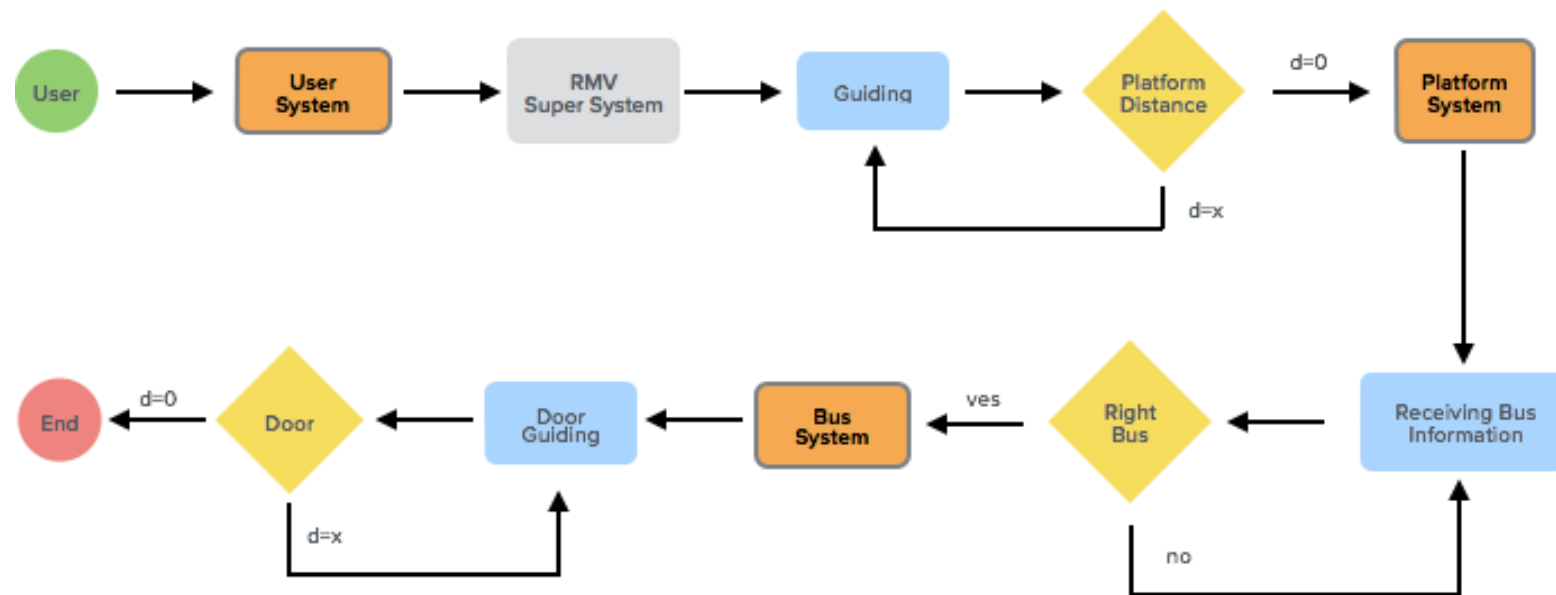 User
User
System
RMV
Super System
Guiding
Platform
Distance
d=0
Platform
System
d=x
End
d=0
Door
Door
Guiding
Bus
System
yes
Right
Bus
Receiving Bus
Information
d=x
no